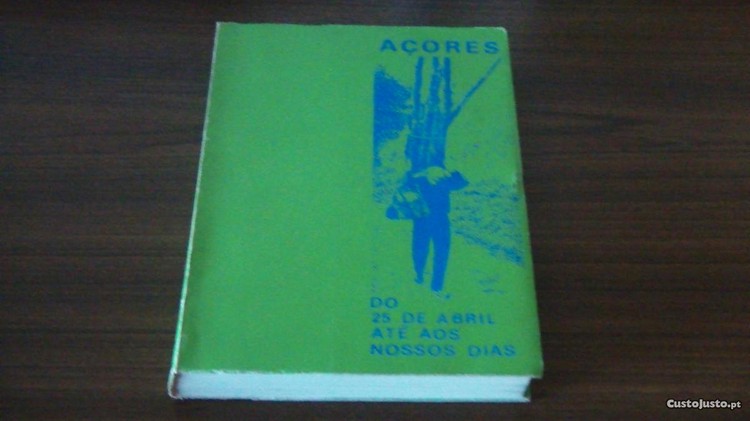 AÇORES
DO
25 DE ABRIL
ATÉ AOS
NOSSOS DIAS
CustoJusto.pt